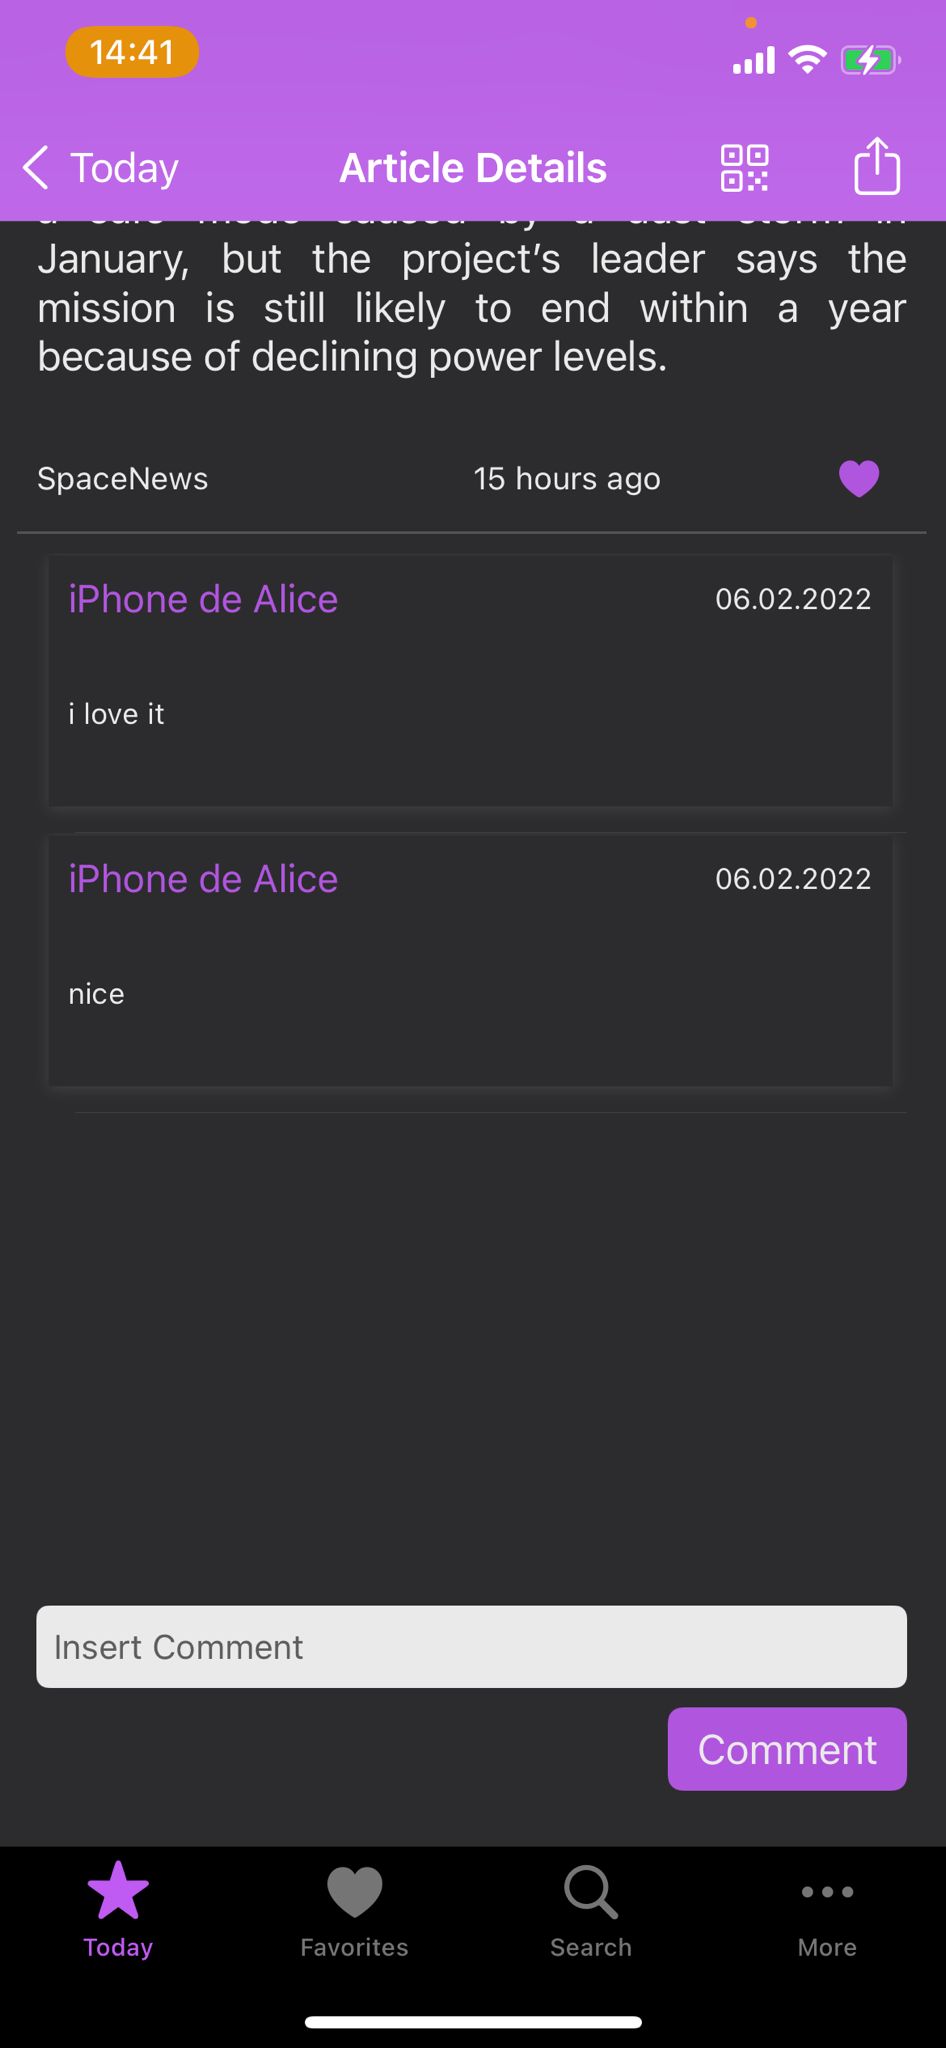 14:41
Today
Article Details
January, but the project's leader says the
mission is still likely to end within a year
because of declining power levels.
SpaceNews
15 hours ago
iPhone de Alice
06.02.2022
i love it
iPhone de Alice
06.02.2022
nice
Insert Comment
Comment
Today
Favorites
Search
More